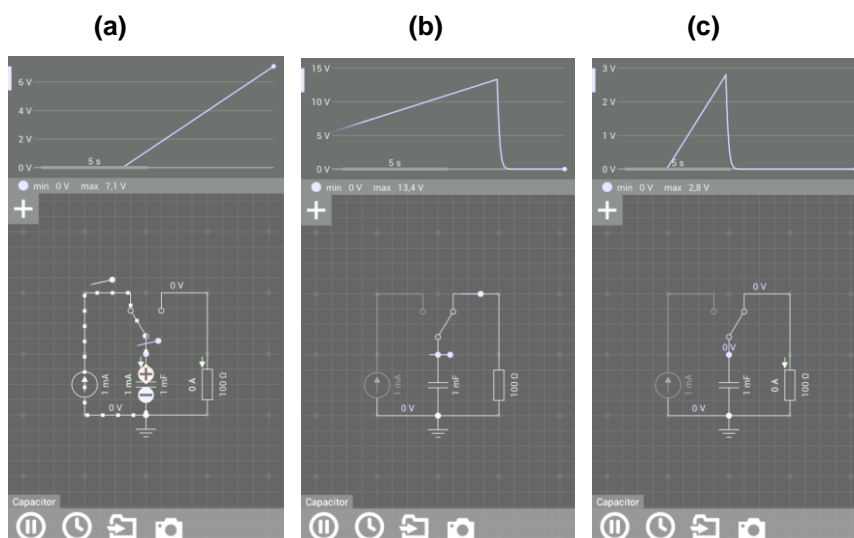 (a)
6 V
4 V
2 V
0 V
5 s
min 0 V max 7,1 V
+
0 V
1 mA
1 mA
1 mF
0 A
100 Ω
0 V
Capacitor
(b)
15 V
10 V
5 V
0 V
5 s
min 0 V max 13,4 V
+
1 mA
1 mF
100 Ω
0 V
Capacitor
(c)
3 V
2 V
1 V
0 V
5 s
min 0 V max 2,8 V
+
0 V
0 V
1 mA
1 mF
0 A
100 Ω
0 V
Capacitor